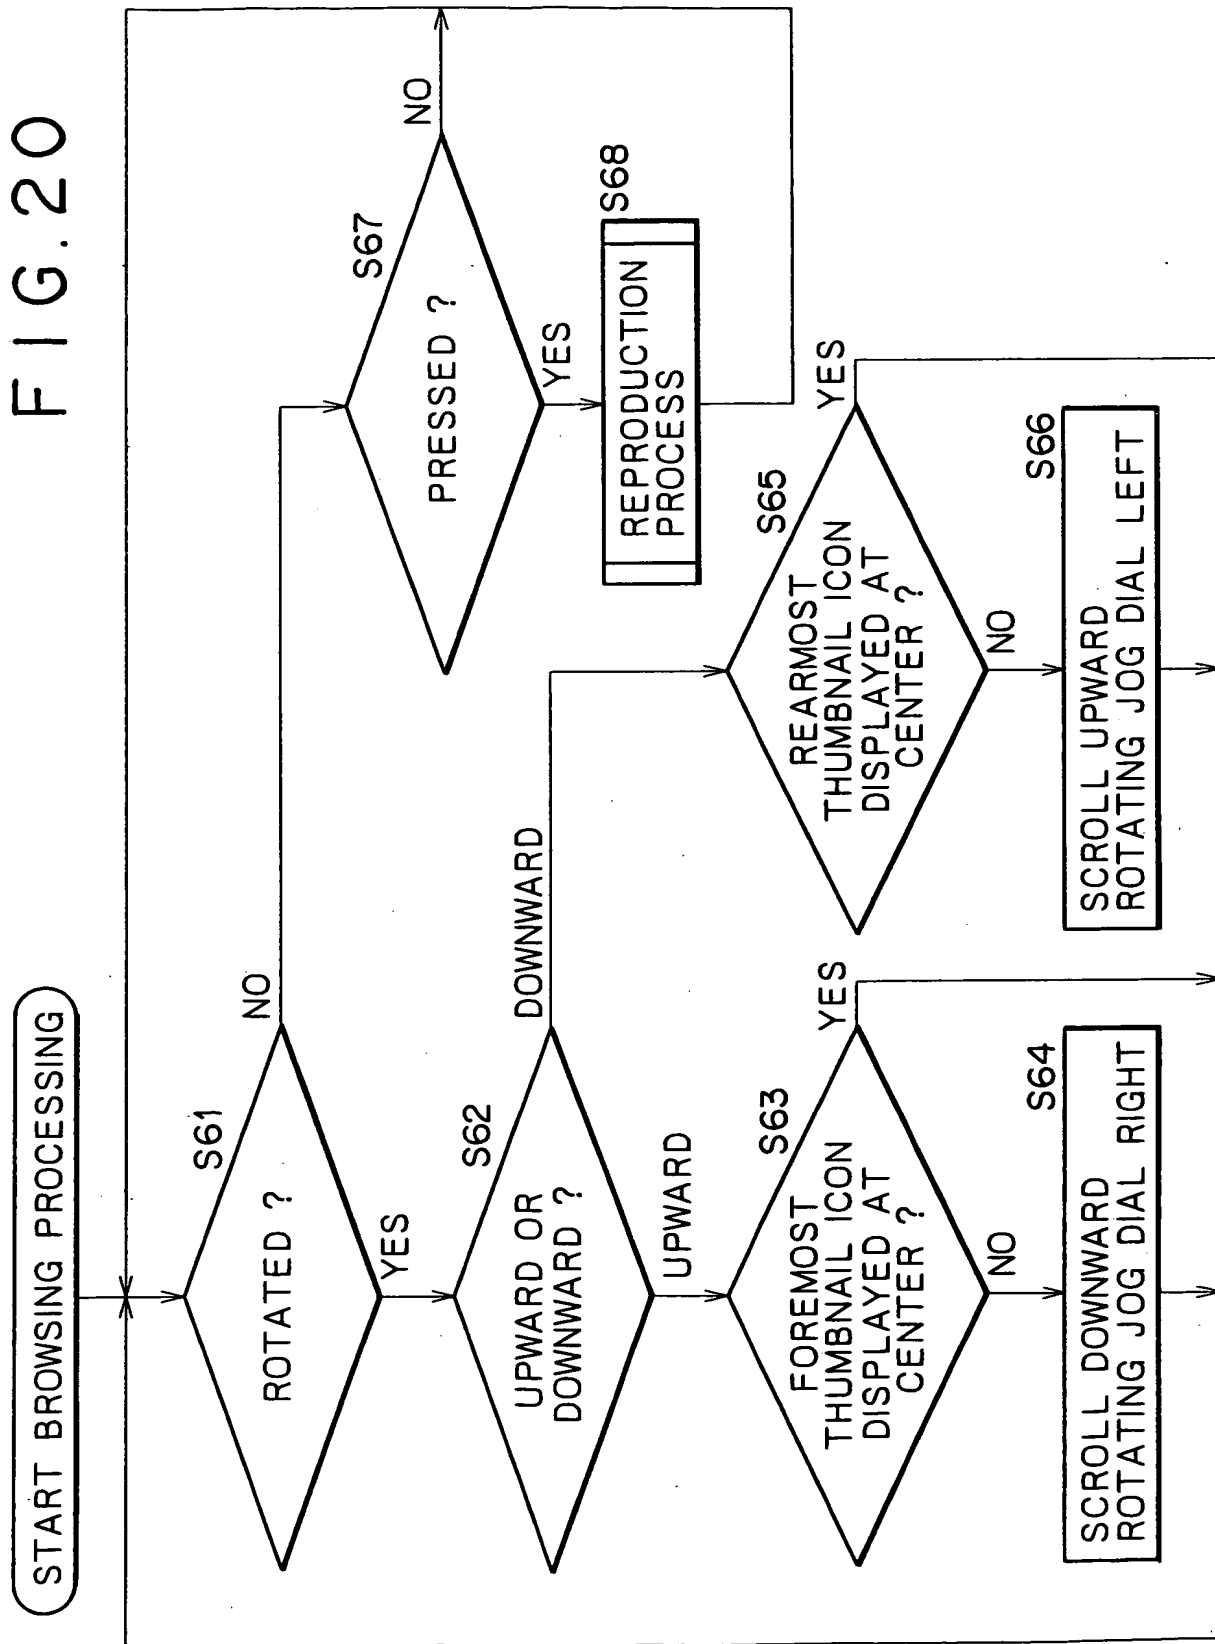 FIG. 20
START BROWSING PROCESSING
S61
ROTATED ?
NO
YES
S62
UPWARD OR
DOWNWARD ?
DOWNWARD
UPWARD
S63
FOREMOST
THUMBNAIL ICON
DISPLAYED AT
CENTER ?
YES
NO
S64
SCROLL DOWNWARD
ROTATING JOG DIAL RIGHT
S65
REARMOST
THUMBNAIL ICON
DISPLAYED AT
CENTER ?
YES
NO
S66
SCROLL UPWARD
ROTATING JOG DIAL LEFT
S67
PRESSED ?
NO
YES
S68
REPRODUCTION
PROCESS